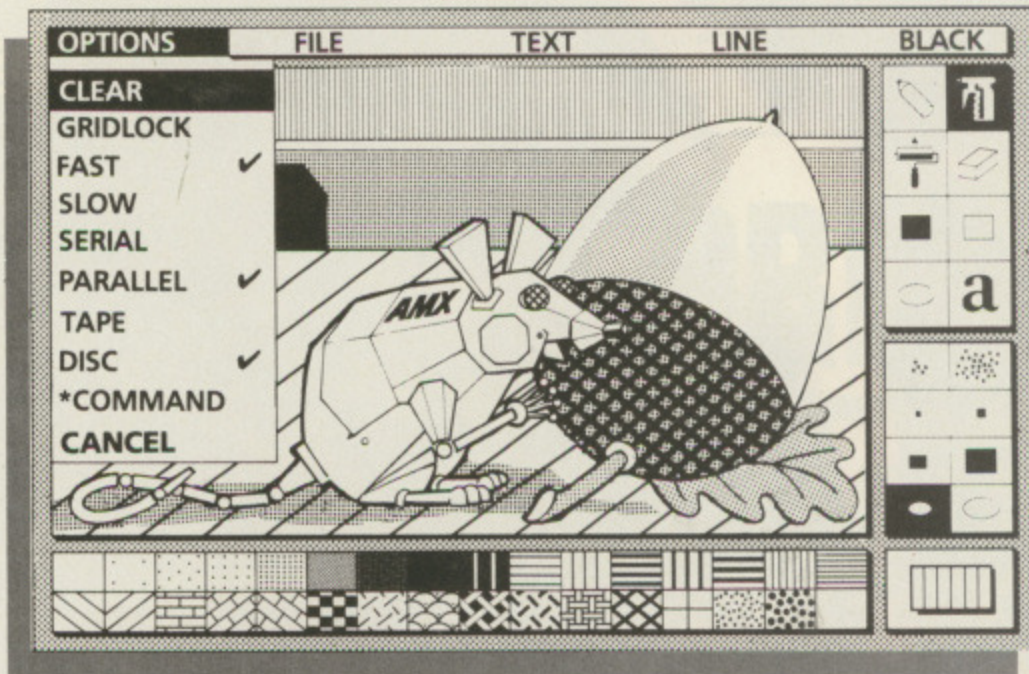 OPTIONS FILE TEXT LINE BLACK
CLEAR
GRIDLOCK
FAST ✓
SLOW
SERIAL
PARALLEL ✓
TAPE
DISC ✓
*COMMAND
CANCEL
AMX
a